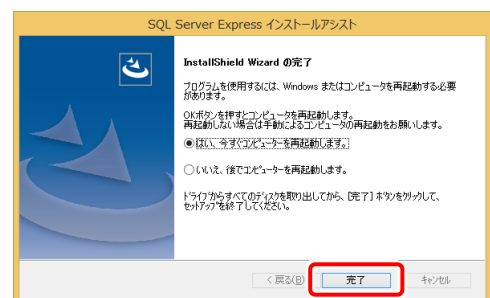 SQL Server Express インストールアシスト
InstallShield Wizard の完了
プログラムを使用するには、Windows またはコンピュータを再起動する必要
があります。
OKボタンを押すとコンピュータを再起動します。
再起動しない場合は手動によるコンピュータの再起動をお願いします。
はい、今すぐコンピューターを再起動します。
いいえ、後でコンピューターを再起動します。
ドライブからすべてのディスクを取り出してから、[完了] ボタンをクリックして、
セットアップを終了してください。
< 戻る(B)
完了
キャンセル